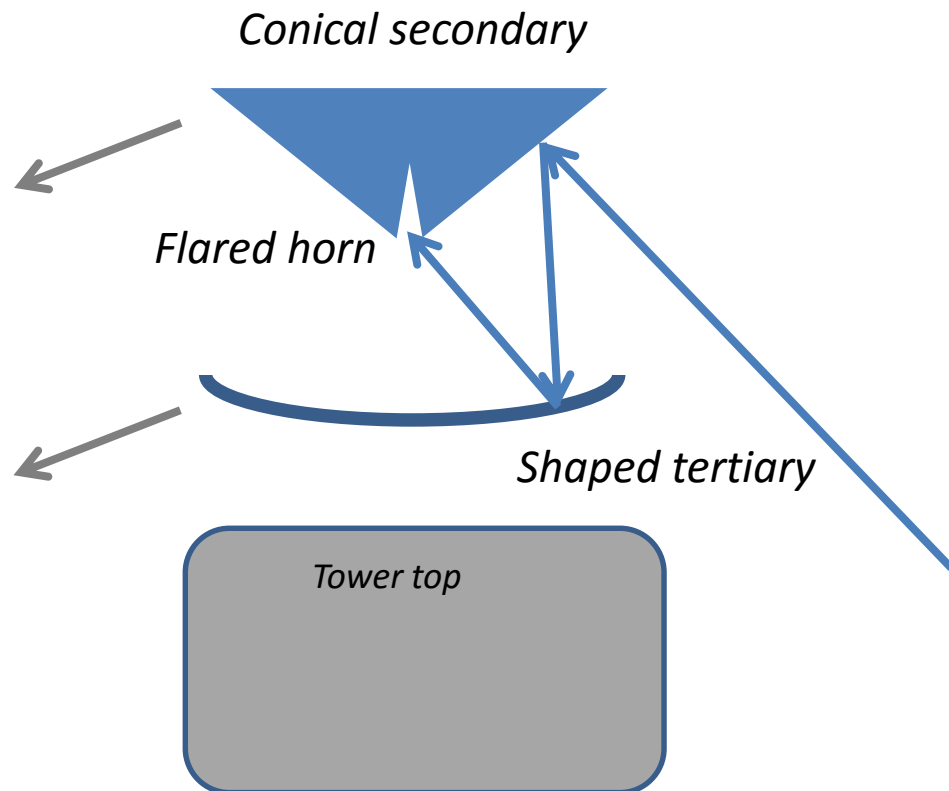 Conical secondary
Flared horn
Shaped tertiary
Tower top